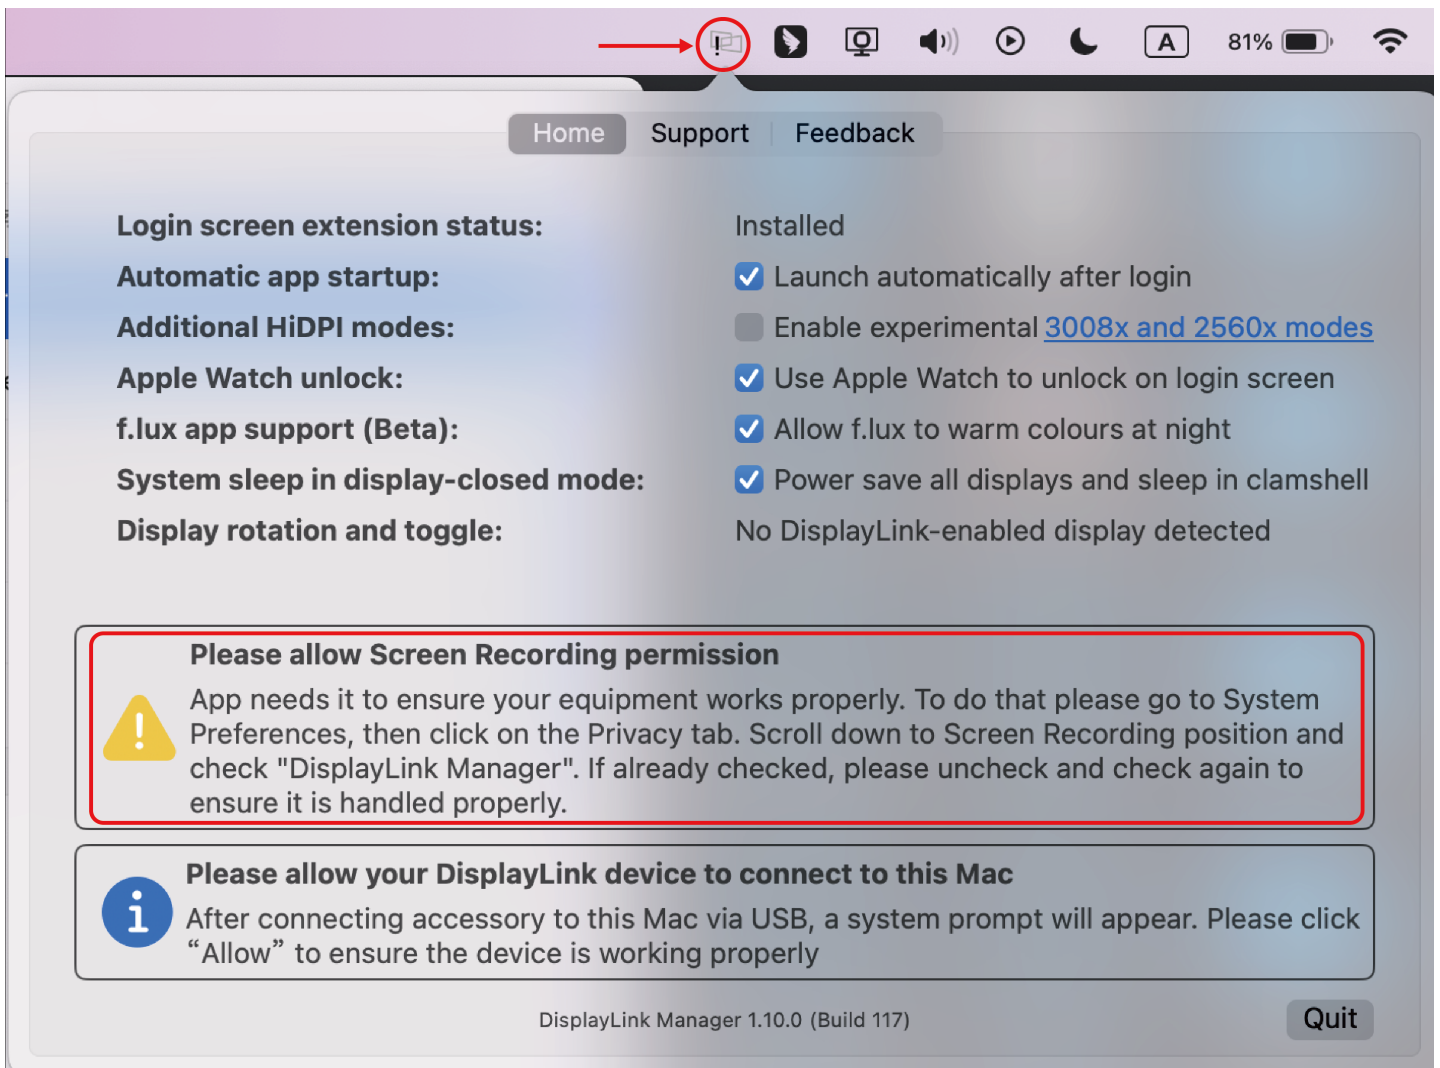 A 81%
Home Support Feedback
Login screen extension status: Installed
Automatic app startup: Launch automatically after login
Additional HiDPI modes: Enable experimental 3008x and 2560x modes
Apple Watch unlock: Use Apple Watch to unlock on login screen
f.lux app support (Beta): Allow f.lux to warm colours at night
System sleep in display-closed mode: Power save all displays and sleep in clamshell
Display rotation and toggle: No DisplayLink-enabled display detected
Please allow Screen Recording permission
App needs it to ensure your equipment works properly. To do that please go to System
Preferences, then click on the Privacy tab. Scroll down to Screen Recording position and
check "DisplayLink Manager". If already checked, please uncheck and check again to
ensure it is handled properly.
Please allow your DisplayLink device to connect to this Mac
After connecting accessory to this Mac via USB, a system prompt will appear. Please click
“Allow” to ensure the device is working properly
DisplayLink Manager 1.10.0 (Build 117)
Quit